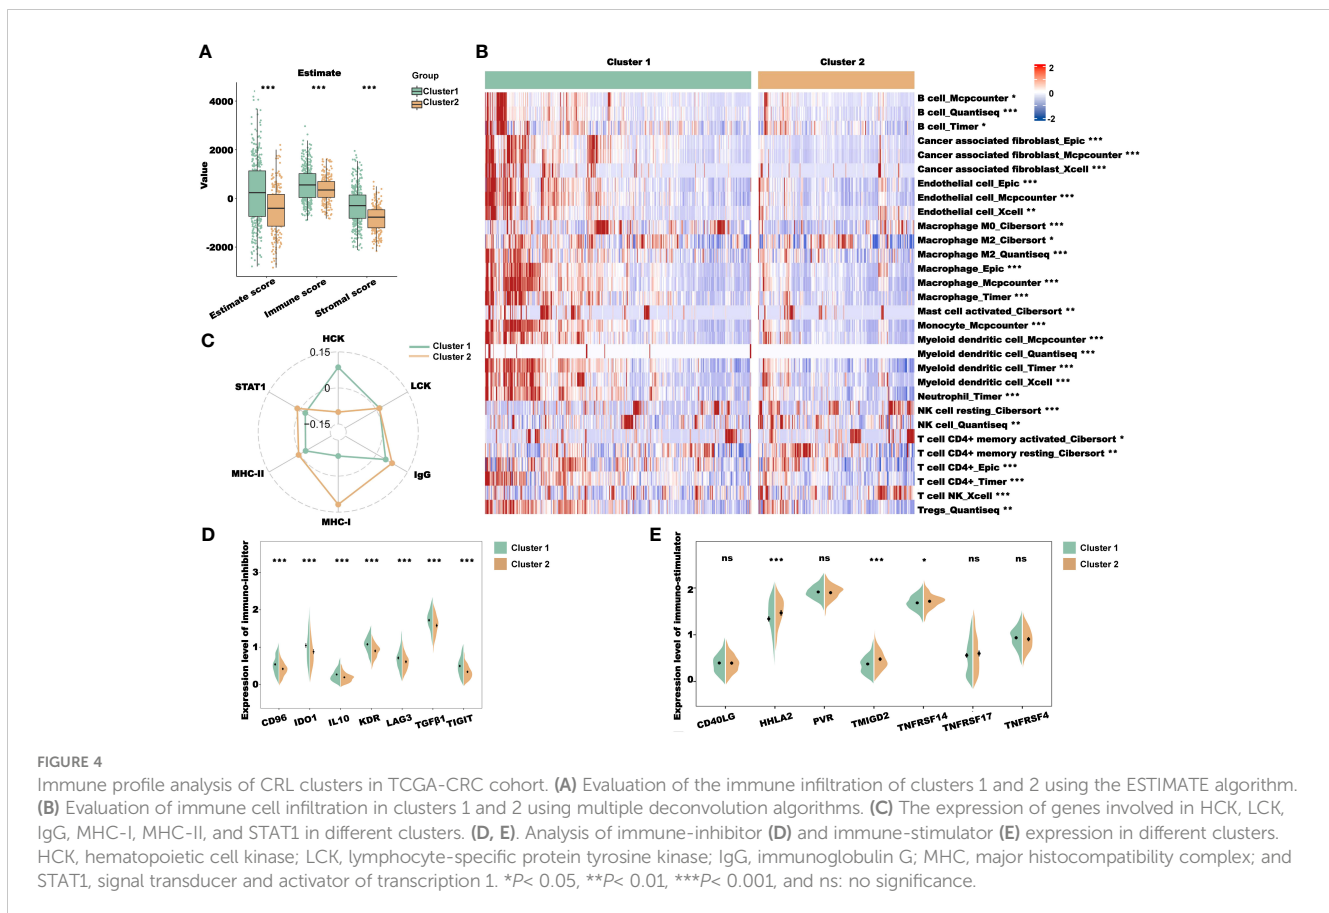 A
Estimate
Group
Cluster1
Cluster2
***
***
***
Value
4000
2000
0
-2000
Estimate score
Immune score
Stromal score
B
Cluster 1
Cluster 2
2
1
0
-1
-2
B cell_Mcpcounter *
B cell_Quantiseq ***
B cell_Timer *
Cancer associated fibroblast_Epic ***
Cancer associated fibroblast_Mcpcounter ***
Cancer associated fibroblast_Xcell ***
Endothelial cell_Epic ***
Endothelial cell_Mcpcounter ***
Endothelial cell_Xcell **
Macrophage M0_Cibersort ***
Macrophage M2_Cibersort *
Macrophage M2_Quantiseq ***
Macrophage_Epic ***
Macrophage_Mcpcounter ***
Macrophage_Timer ***
Mast cell activated_Cibersort **
Monocyte_Mcpcounter ***
Myeloid dendritic cell_Mcpcounter ***
Myeloid dendritic cell_Quantiseq ***
Myeloid dendritic cell_Timer ***
Myeloid dendritic cell_Xcell ***
Neutrophil_Timer ***
NK cell resting_Cibersort ***
NK cell_Quantiseq **
T cell CD4+ memory activated_Cibersort *
T cell CD4+ memory resting_Cibersort **
T cell CD4+_Epic ***
T cell CD4+_Timer ***
T cell NK_Xcell ***
Tregs_Quantiseq **
C
Cluster 1
Cluster 2
HCK
0.15
0
−0.15
LCK
IgG
MHC-I
MHC-II
STAT1
D
Expression level of immuno-inhibitor
3
2
1
0
***
***
***
***
***
***
***
CD96
IDO1
IL10
KDR
LAG3
TGFβ1
TIGIT
Cluster 1
Cluster 2
E
Expression level of immuno-stimulator
2
1
0
ns
***
ns
***
*
ns
ns
CD40LG
HHLA2
PVR
TMIGD2
TNFRSF14
TNFRSF17
TNFRSF4
Cluster 1
Cluster 2
FIGURE 4
Immune profile analysis of CRL clusters in TCGA-CRC cohort. (A) Evaluation of the immune infiltration of clusters 1 and 2 using the ESTIMATE algorithm.
(B) Evaluation of immune cell infiltration in clusters 1 and 2 using multiple deconvolution algorithms. (C) The expression of genes involved in HCK, LCK,
IgG, MHC-I, MHC-II, and STAT1 in different clusters. (D, E). Analysis of immune-inhibitor (D) and immune-stimulator (E) expression in different clusters.
HCK, hematopoietic cell kinase; LCK, lymphocyte-specific protein tyrosine kinase; IgG, immunoglobulin G; MHC, major histocompatibility complex; and
STAT1, signal transducer and activator of transcription 1. *P< 0.05, **P< 0.01, ***P< 0.001, and ns: no significance.